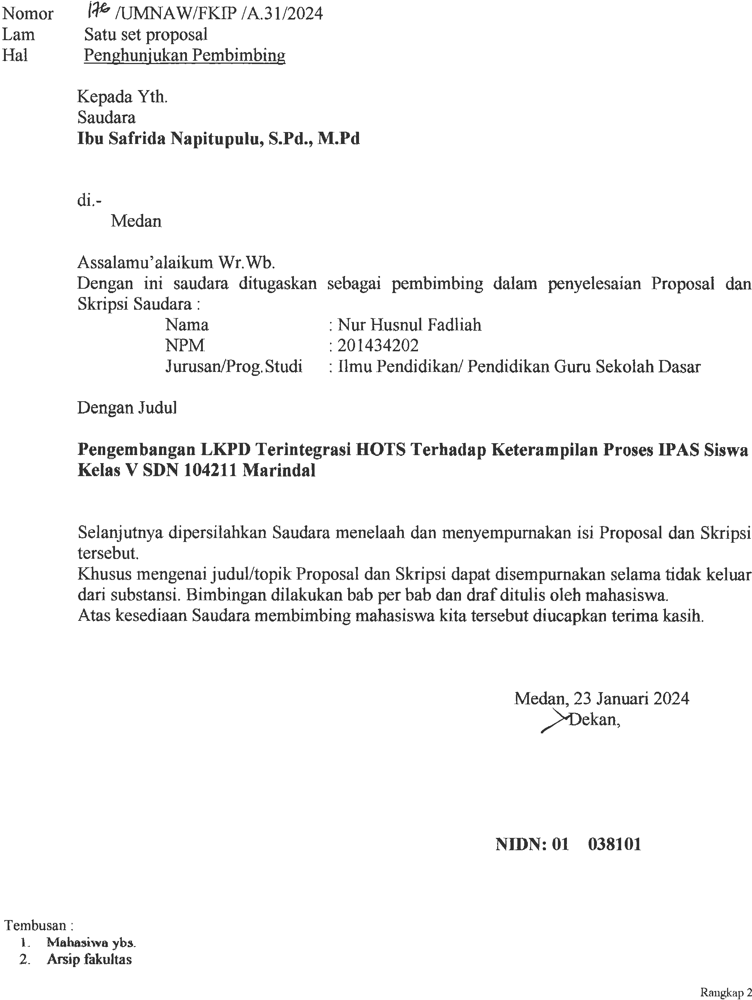 Nomor 176 /UMNAW/FKIP /A.31/2024
Lam Satu set proposal
Hal Penghunjukan Pembimbing
Kepada Yth.
Saudara
Ibu Safrida Napitupulu, S.Pd., M.Pd
di.-
Medan
Assalamu'alaikum Wr.Wb.
Dengan ini saudara ditugaskan sebagai pembimbing dalam penyelesaian Proposal dan
Skripsi Saudara :
Nama : Nur Husnul Fadliah
NPM : 201434202
Jurusan/Prog.Studi : Ilmu Pendidikan/ Pendidikan Guru Sekolah Dasar
Dengan Judul
Pengembangan LKPD Terintegrasi HOTS Terhadap Keterampilan Proses IPAS Siswa
Kelas V SDN 104211 Marindal
Selanjutnya dipersilahkan Saudara menelaah dan menyempurnakan isi Proposal dan Skripsi
tersebut.
Khusus mengenai judul/topik Proposal dan Skripsi dapat disempurnakan selama tidak keluar
dari substansi. Bimbingan dilakukan bab per bab dan draf ditulis oleh mahasiswa.
Atas kesediaan Saudara membimbing mahasiswa kita tersebut diucapkan terima kasih.
Medan, 23 Januari 2024
Dekan,
NIDN: 01 038101
Tembusan :
1. Mahasiwa ybs.
2. Arsip fakultas
Rangkap 2